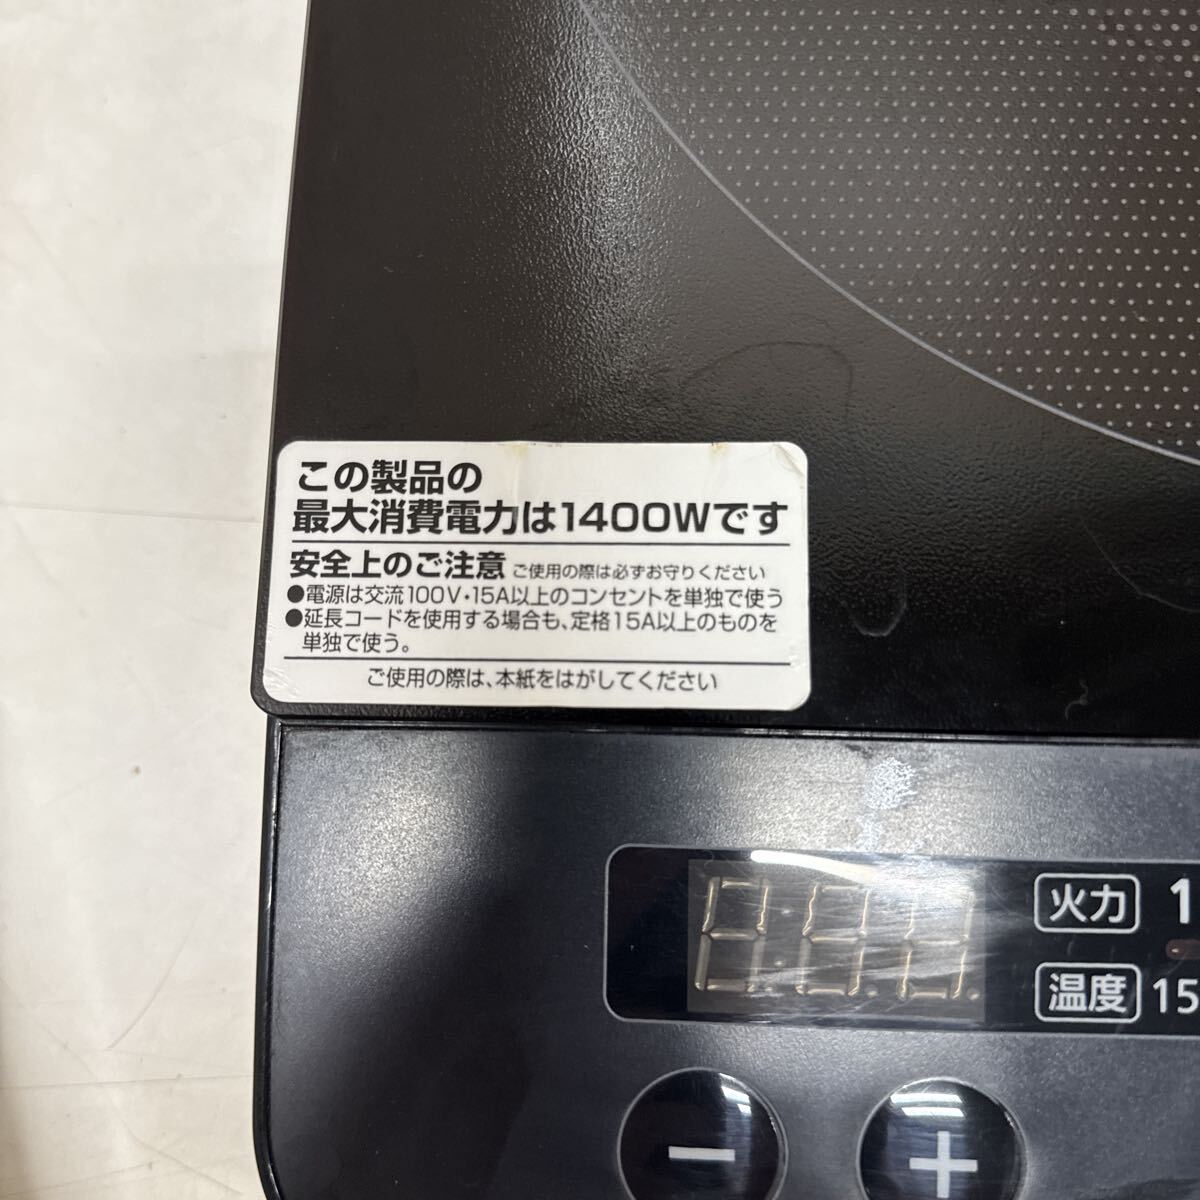 この製品の
最大消費電力は1400Wです
安全上のご注意 ご使用の際は必ずお守りください
●電源は交流100V・15A以上のコンセントを単独で使う
●延長コードを使用する場合も、定格15A以上のものを
単独で使う。
ご使用の際は、本紙をはがしてください
火力 1
温度 15
− +